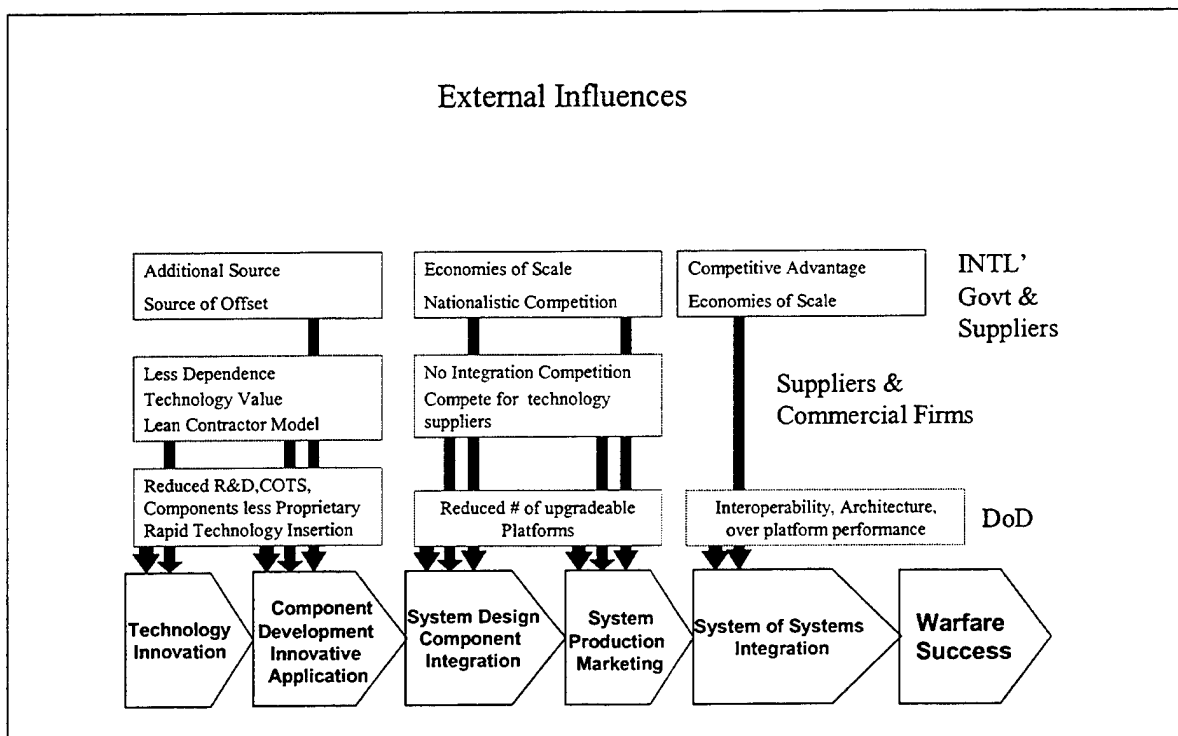 External Influences
Additional Source
Source of Offset
Economies of Scale
Nationalistic Competition
Competitive Advantage
Economies of Scale
INTL'
Govt &
Suppliers
Less Dependence
Technology Value
Lean Contractor Model
No Integration Competition
Compete for technology
suppliers
Suppliers &
Commercial Firms
Reduced R&D,COTS,
Components less Proprietary
Rapid Technology Insertion
Reduced # of upgradeable
Platforms
Interoperability, Architecture,
over platform performance
DoD
Technology
Innovation
Component
Development
Innovative
Application
System Design
Component
Integration
System
Production
Marketing
System of Systems
Integration
Warfare
Success